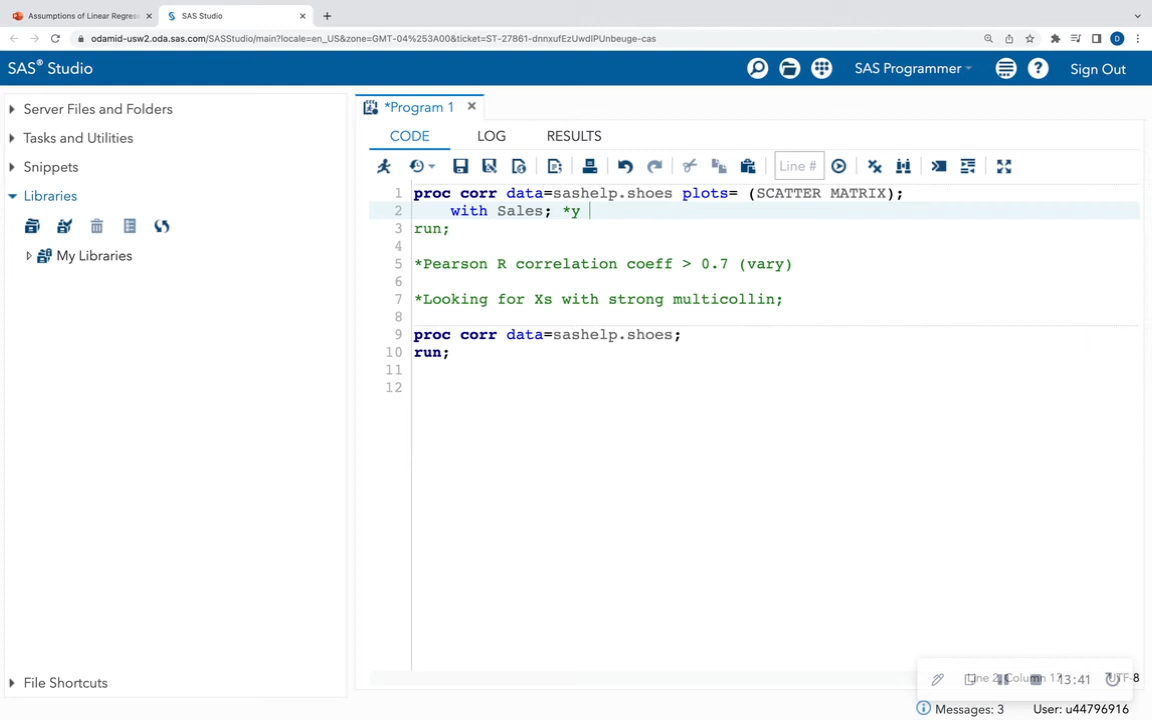 Assumptions of Linear Regress
SAS Studio
odamid-usw2.oda.sas.com/SASStudio/main?locale=en_US&zone=GMT-04%253A00&ticket=ST-27861-dnnxufEzUwdIPUnbeuge-cas
SAS® Studio
SAS Programmer
Sign Out
Server Files and Folders
Tasks and Utilities
Snippets
Libraries
My Libraries
File Shortcuts
*Program 1
CODE LOG RESULTS
Line #
1 proc corr data=sashelp.shoes plots= (SCATTER MATRIX);
2 with Sales; *y
3 run;
4
5 *Pearson R correlation coeff > 0.7 (vary)
6
7 *Looking for Xs with strong multicollin;
8
9 proc corr data=sashelp.shoes;
10 run;
11
12
Line 2, Column 17
13:41
UTF-8
Messages: 3 User: u44796916